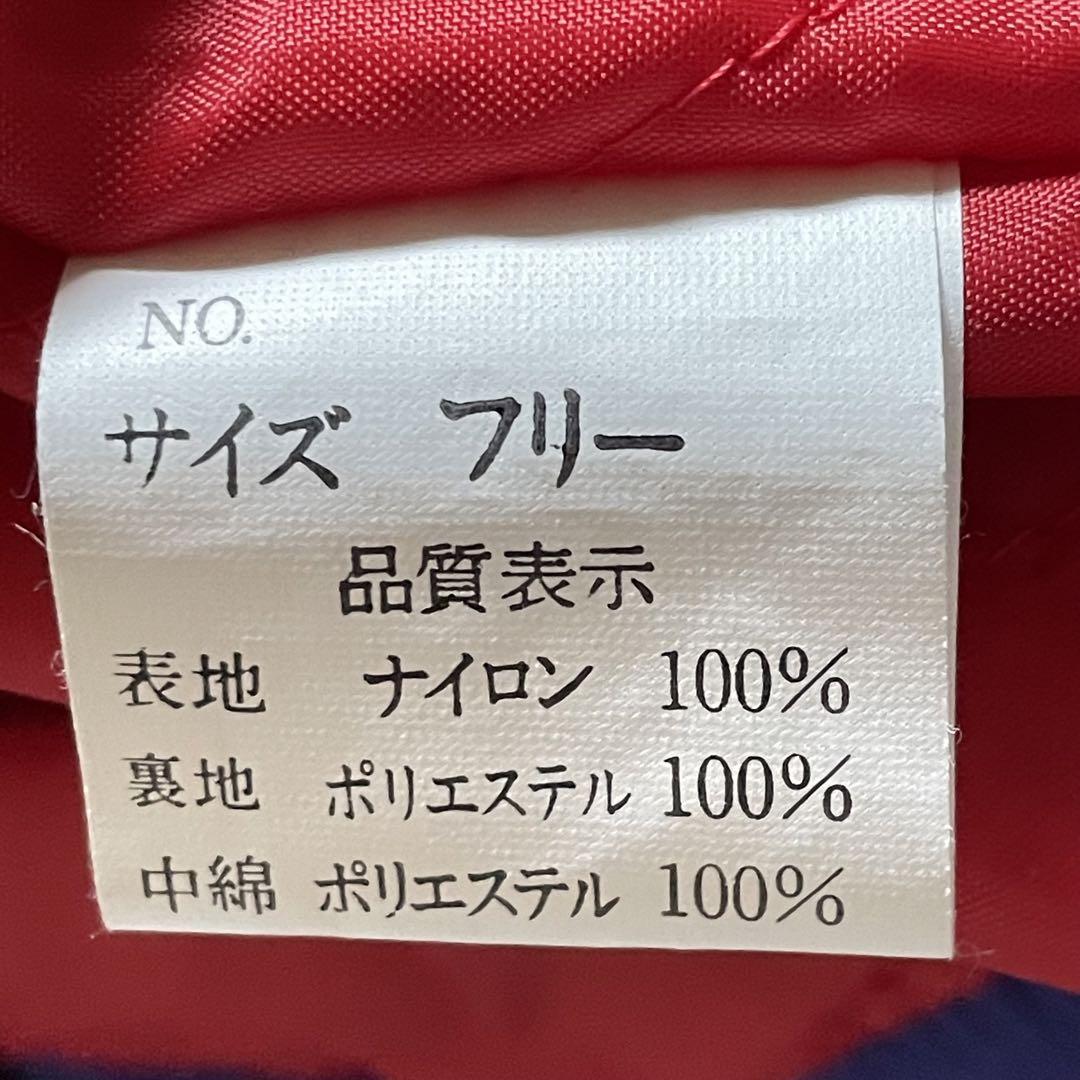 NO.
サイズ フリー
品質表示
表地 ナイロン 100%
裏地 ポリエステル 100%
中綿 ポリエステル 100%